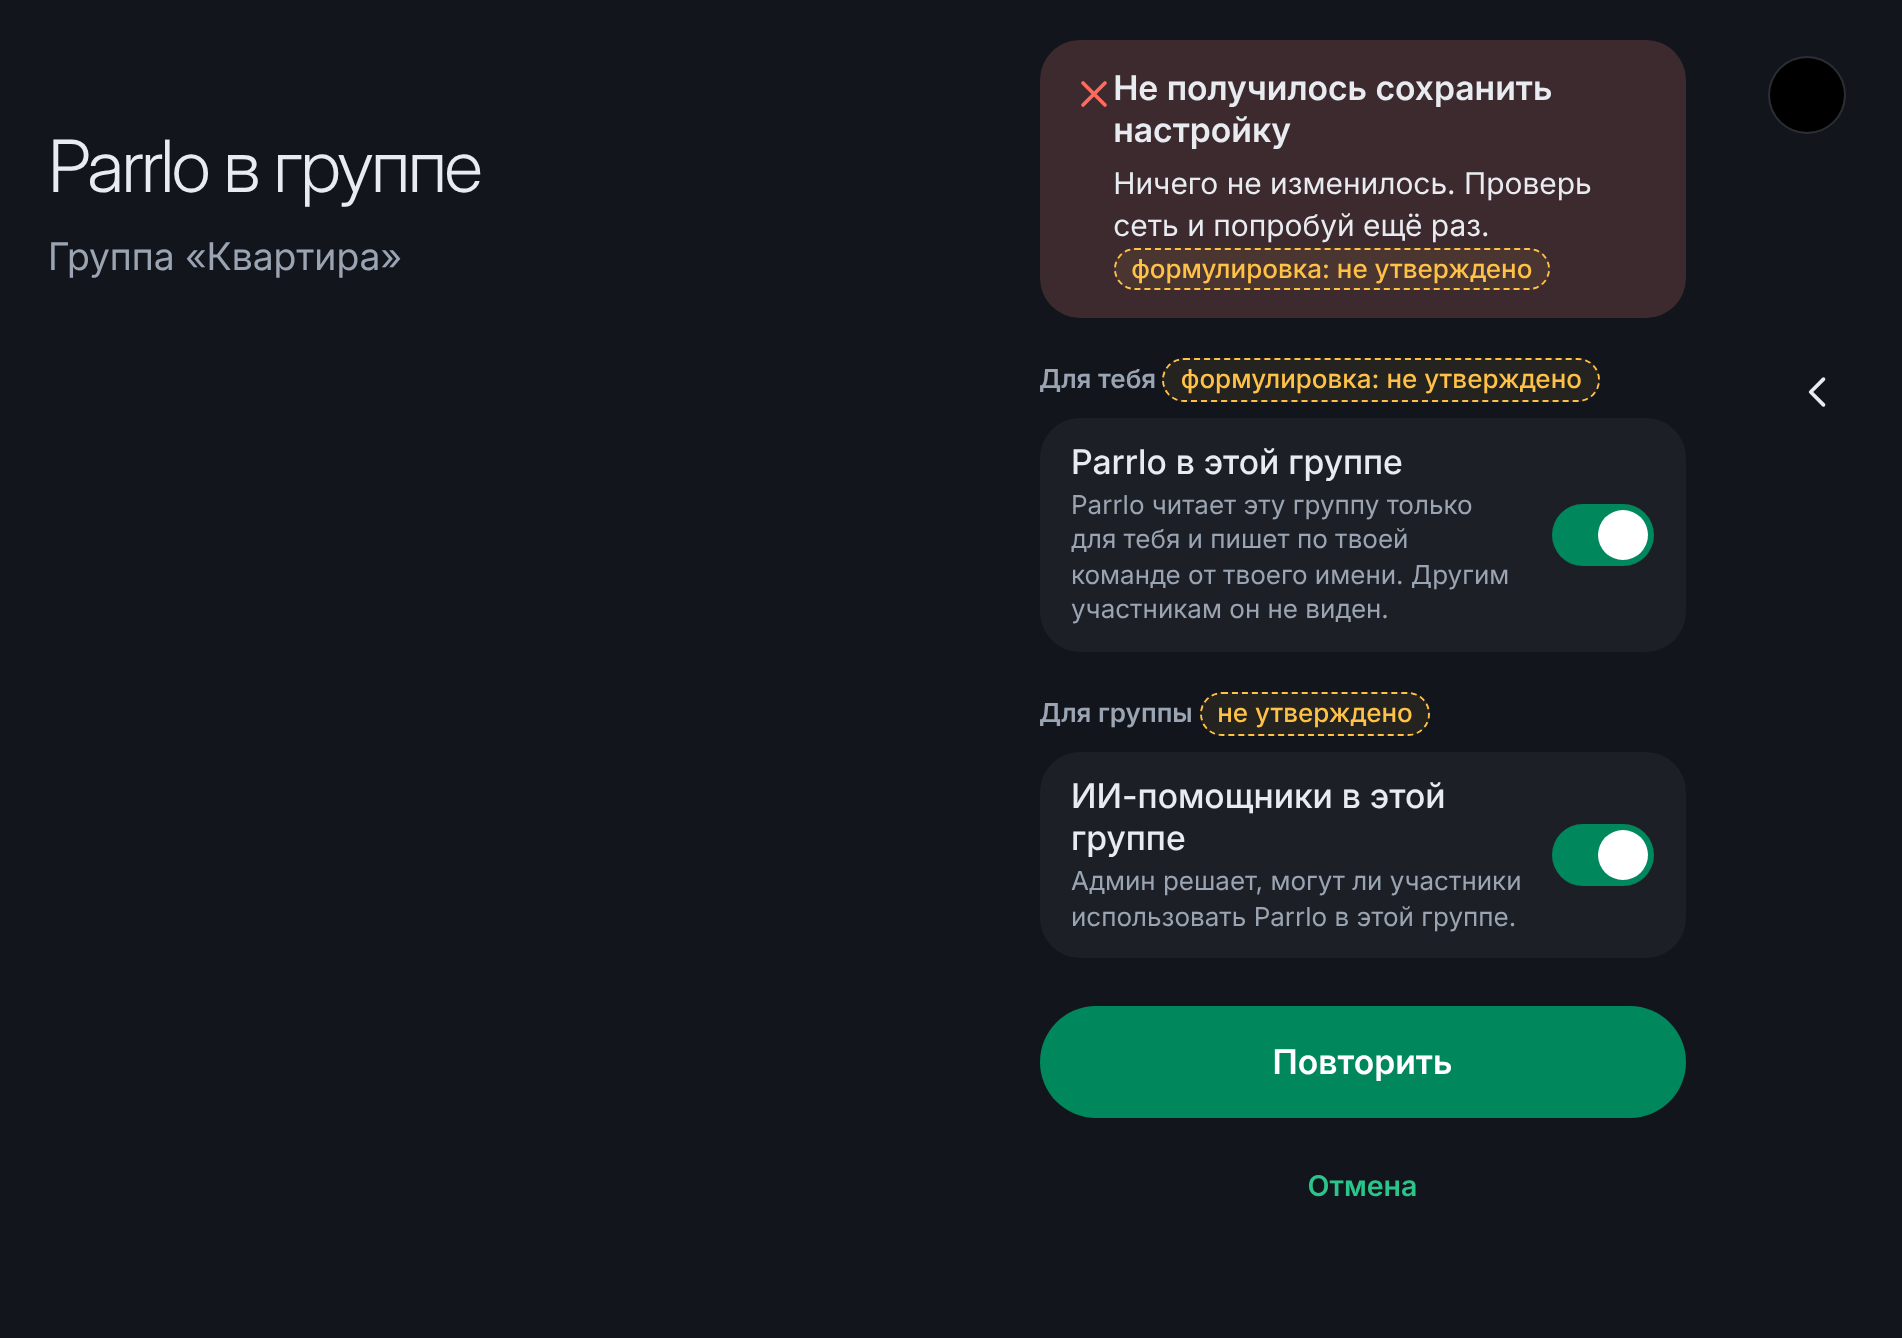 Parrlo в группе
Группа «Квартира»
Не получилось сохранить
настройку
Ничего не изменилось. Проверь
сеть и попробуй ещё раз.
формулировка: не утверждено
Для тебя формулировка: не утверждено
Parrlo в этой группе
Parrlo читает эту группу только
для тебя и пишет по твоей
команде от твоего имени. Другим
участникам он не виден.
Для группы не утверждено
ИИ-помощники в этой
группе
Админ решает, могут ли участники
использовать Parrlo в этой группе.
Повторить
Отмена